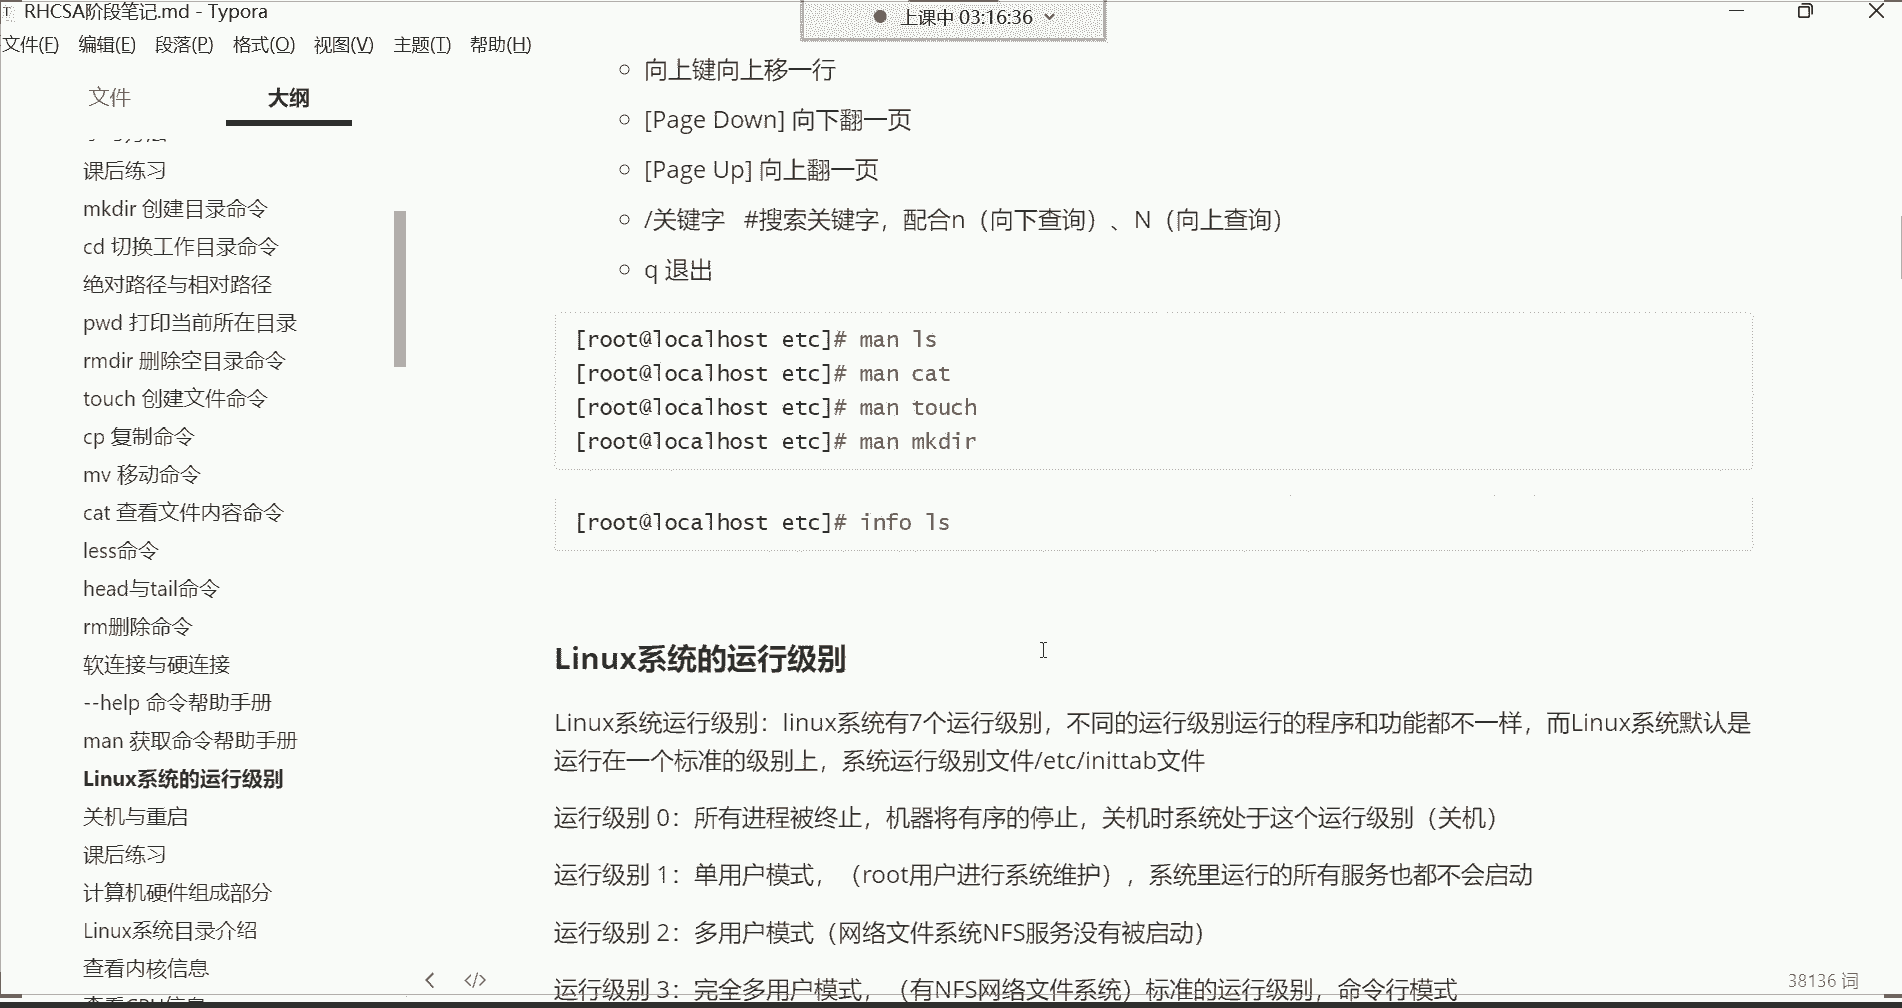 RHCSA阶段笔记.md - Typora
上课中 03:16:36
文件(F) 编辑(E) 段落(P) 格式(O) 视图(V) 主题(T) 帮助(H)
文件 大纲
课后练习
mkdir 创建目录命令
cd 切换工作目录命令
绝对路径与相对路径
pwd 打印当前所在目录
rmdir 删除空目录命令
touch 创建文件命令
cp 复制命令
mv 移动命令
cat 查看文件内容命令
less命令
head与tail命令
rm删除命令
软连接与硬连接
--help 命令帮助手册
man 获取命令帮助手册
Linux系统的运行级别
关机与重启
课后练习
计算机硬件组成部分
Linux系统目录介绍
查看内核信息
查看CPU信息
向上键向上移一行
[Page Down] 向下翻一页
[Page Up] 向上翻一页
/关键字 #搜索关键字，配合n（向下查询）、N（向上查询）
q 退出
[root@localhost etc]# man ls
[root@localhost etc]# man cat
[root@localhost etc]# man touch
[root@localhost etc]# man mkdir
[root@localhost etc]# info ls
Linux系统的运行级别
Linux系统运行级别：linux系统有7个运行级别，不同的运行级别运行的程序和功能都不一样，而Linux系统默认是
运行在一个标准的级别上，系统运行级别文件/etc/inittab文件
运行级别 0：所有进程被终止，机器将有序的停止，关机时系统处于这个运行级别（关机）
运行级别 1：单用户模式，（root用户进行系统维护），系统里运行的所有服务也都不会启动
运行级别 2：多用户模式（网络文件系统NFS服务没有被启动）
运行级别 3：完全多用户模式，（有NFS网络文件系统）标准的运行级别，命令行模式
38136 词